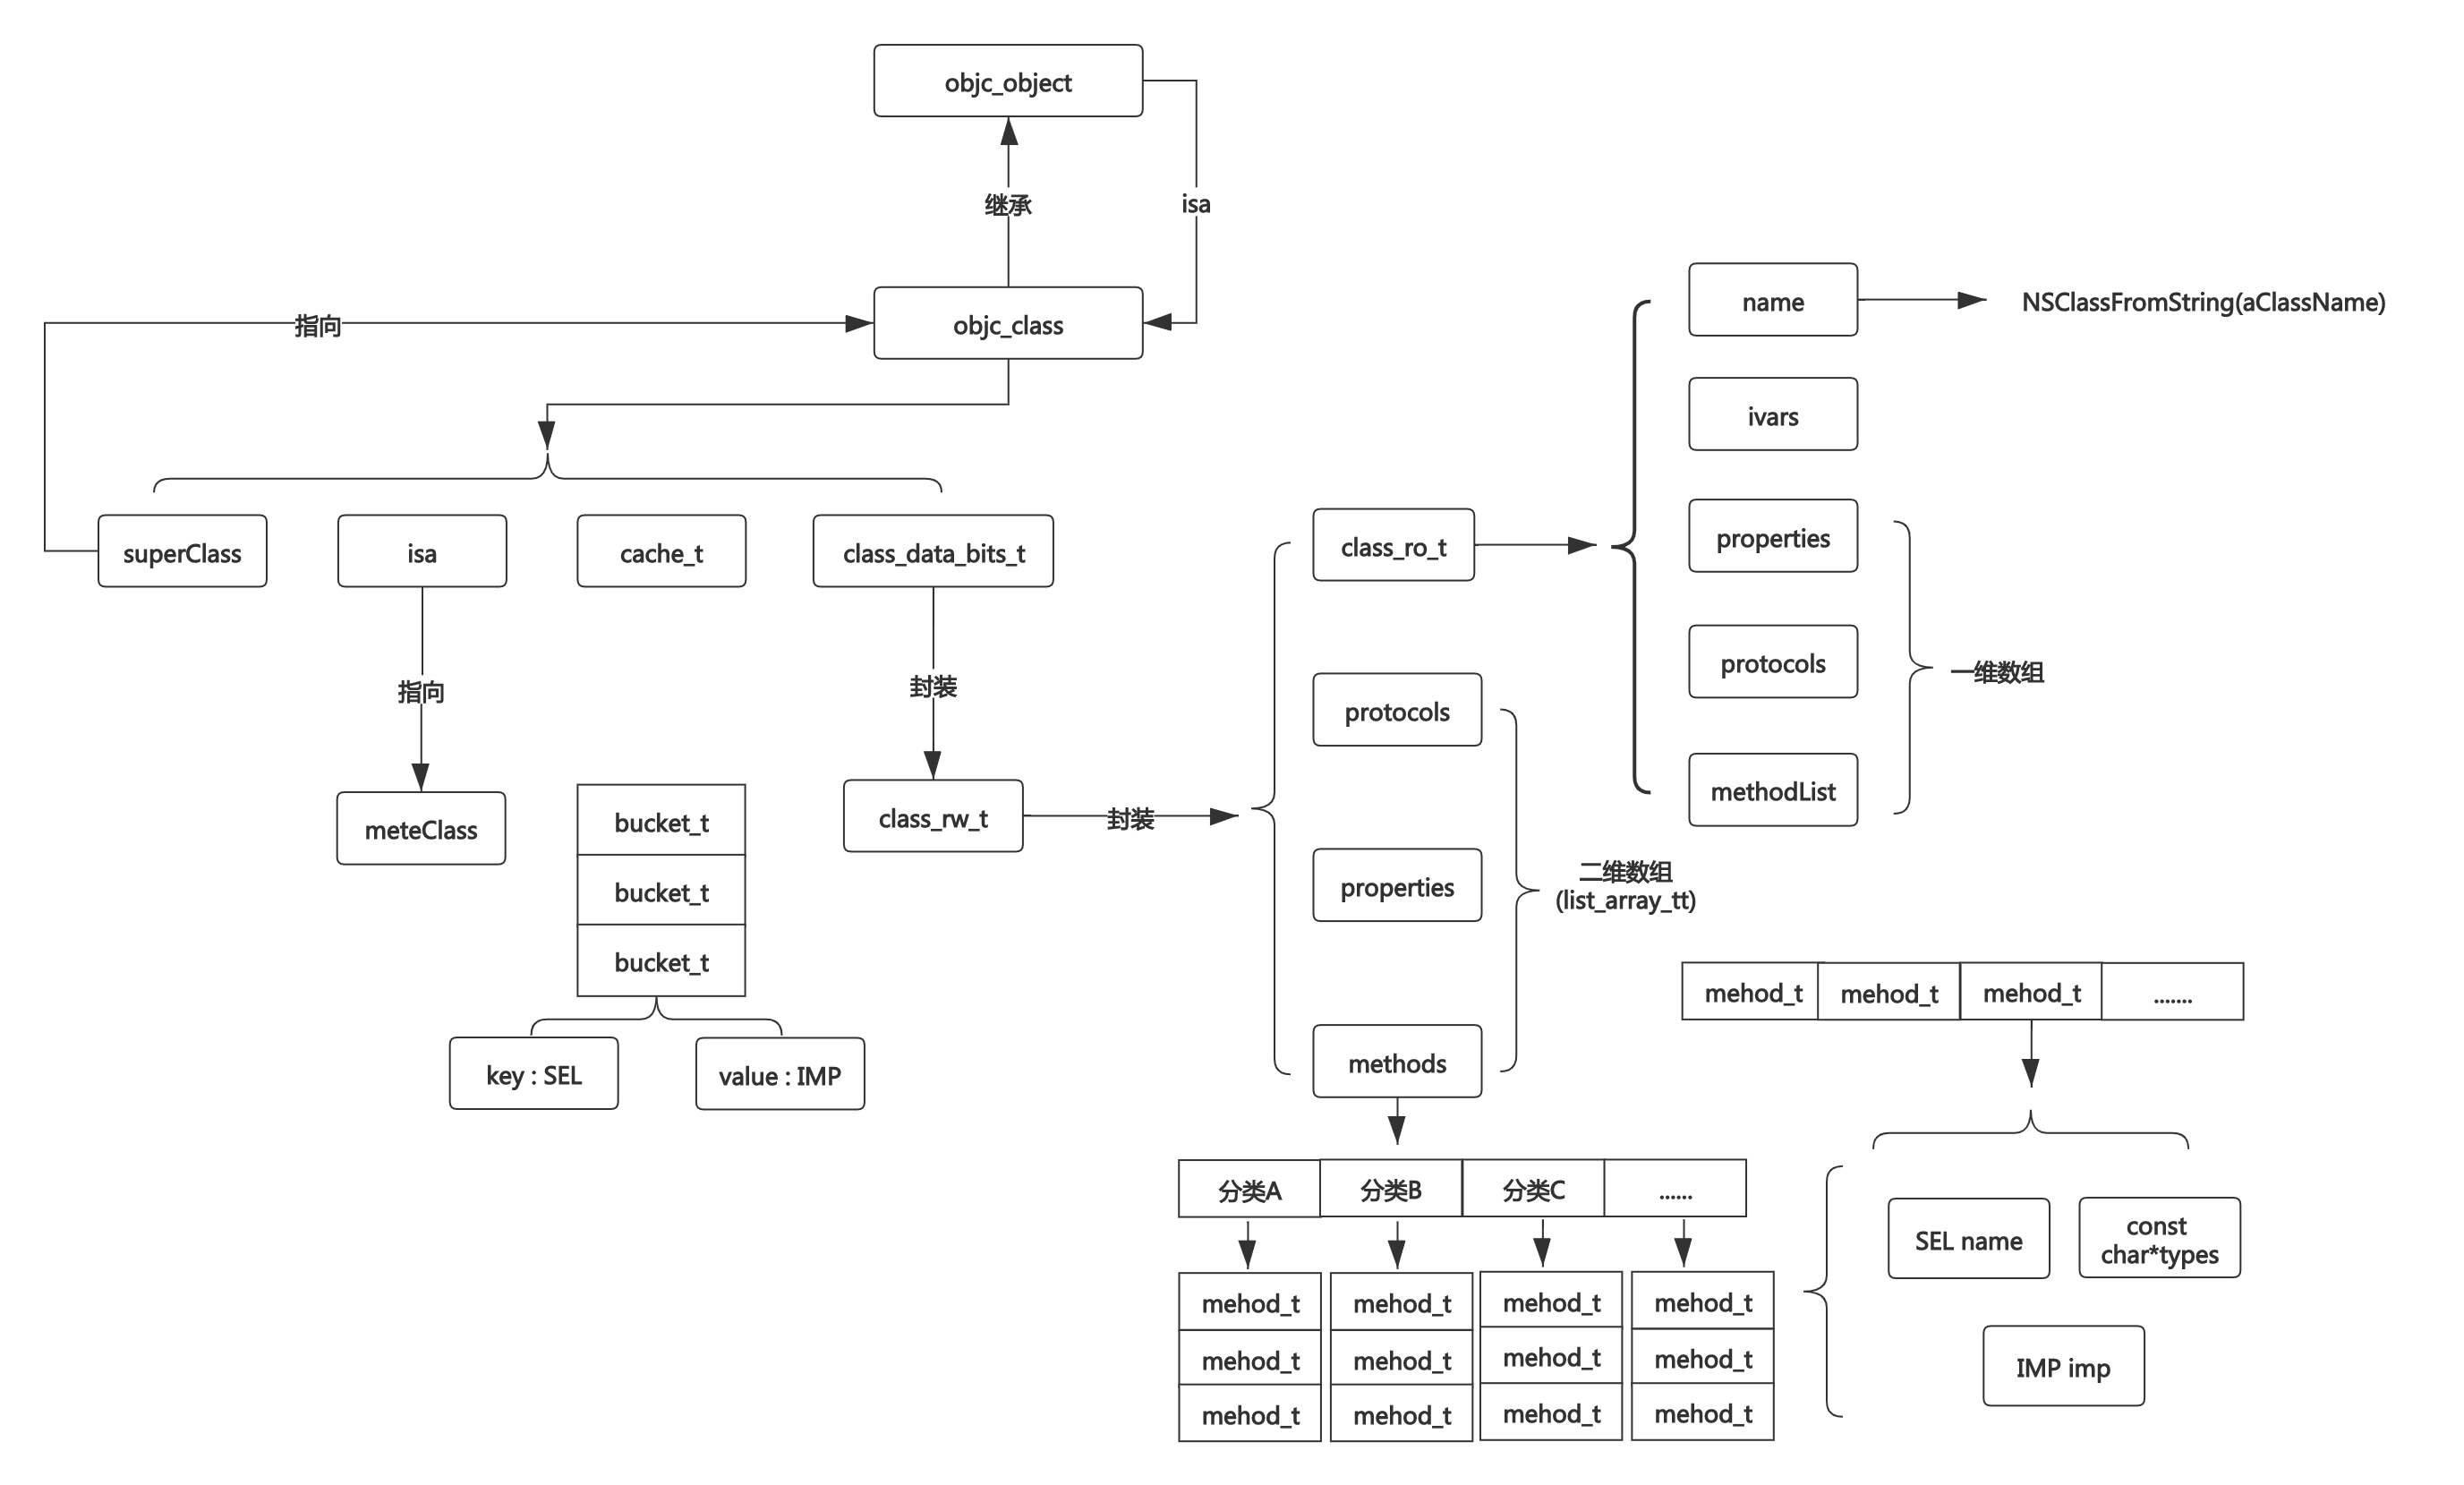 objc_object
继承
isa
objc_class
指向
name
NSClassFromString(aClassName)
ivars
properties
protocols
methodList
一维数组
superClass
isa
cache_t
class_data_bits_t
class_ro_t
指向
封装
meteClass
bucket_t
bucket_t
bucket_t
key : SEL
value : IMP
class_rw_t
封装
protocols
properties
methods
二维数组
(list_array_tt)
mehod_t
mehod_t
mehod_t
.......
分类A
分类B
分类C
......
mehod_t
mehod_t
mehod_t
mehod_t
mehod_t
mehod_t
mehod_t
mehod_t
mehod_t
mehod_t
mehod_t
mehod_t
SEL name
const
char*types
IMP imp